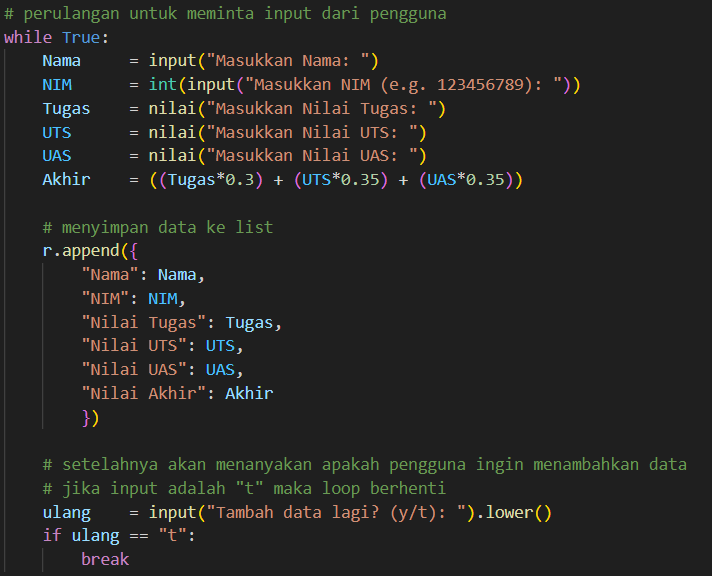 # perulangan untuk meminta input dari pengguna
while True:
    Nama     = input("Masukkan Nama: ")
    NIM      = int(input("Masukkan NIM (e.g. 123456789): "))
    Tugas    = nilai("Masukkan Nilai Tugas: ")
    UTS      = nilai("Masukkan Nilai UTS: ")
    UAS      = nilai("Masukkan Nilai UAS: ")
    Akhir    = ((Tugas*0.3) + (UTS*0.35) + (UAS*0.35))
    # menyimpan data ke list
    r.append({
        "Nama": Nama,
        "NIM": NIM,
        "Nilai Tugas": Tugas,
        "Nilai UTS": UTS,
        "Nilai UAS": UAS,
        "Nilai Akhir": Akhir
        })
    # setelahnya akan menanyakan apakah pengguna ingin menambahkan data
    # jika input adalah "t" maka loop berhenti
    ulang    = input("Tambah data lagi? (y/t): ").lower()
    if ulang == "t":
        break